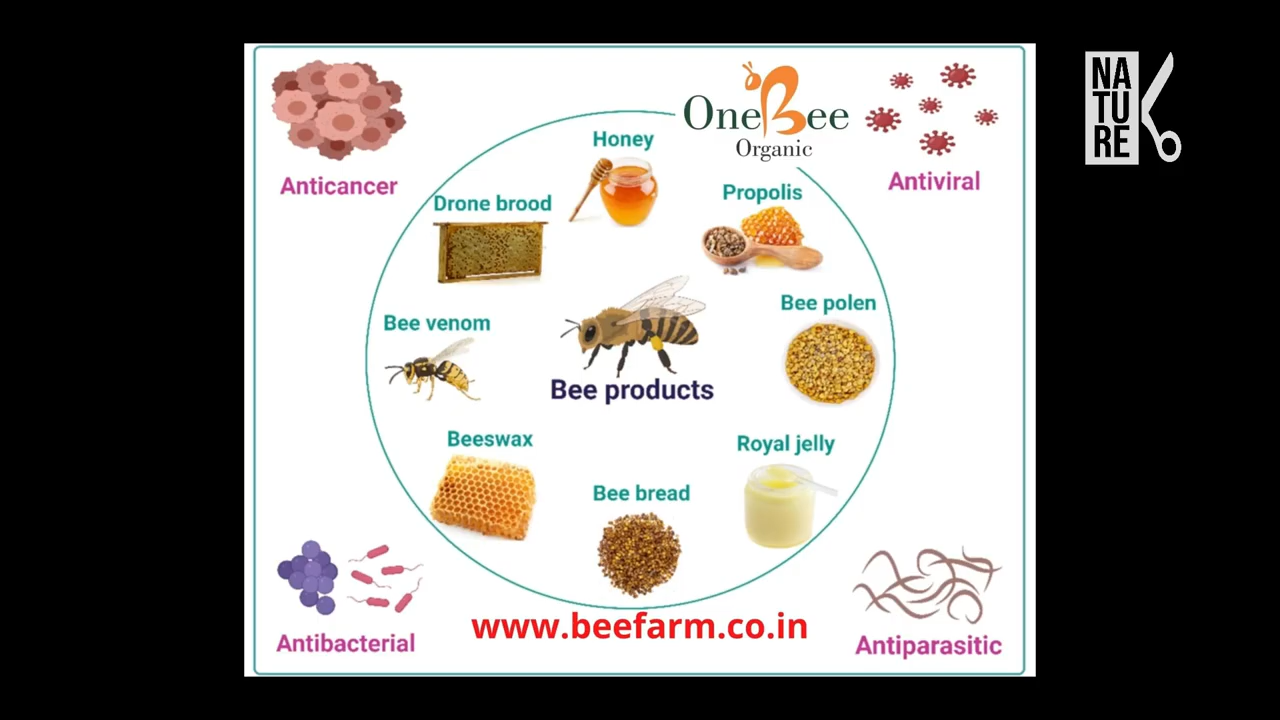 NA
TU
RE
OneBee
Organic
Anticancer
Antiviral
Honey
Drone brood
Propolis
Bee venom
Bee polen
Bee products
Beeswax
Royal jelly
Bee bread
Antibacterial
www.beefarm.co.in
Antiparasitic